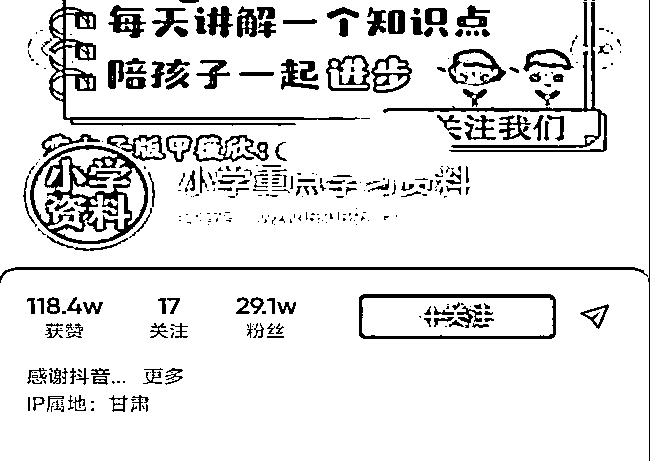 每天讲解一个知识点
陪孩子一起进步
关注我们
小学
资料
小学重点学习资料
118.4w 17 29.1w
获赞 关注 粉丝
+关注
感谢抖音... 更多
IP属地：甘肃